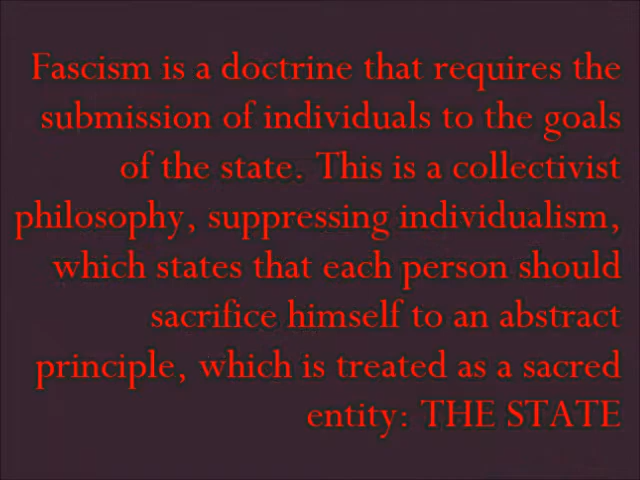 Fascism is a doctrine that requires the
submission of individuals to the goals
of the state. This is a collectivist
philosophy, suppressing individualism,
which states that each person should
sacrifice himself to an abstract
principle, which is treated as a sacred
entity: THE STATE